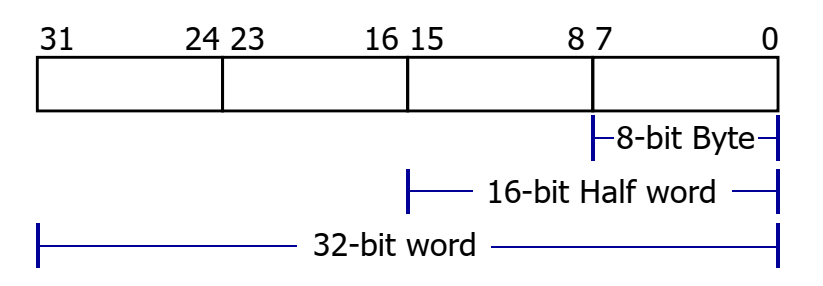 31 24 23 16 15 8 7 0
8-bit Byte
16-bit Half word
32-bit word